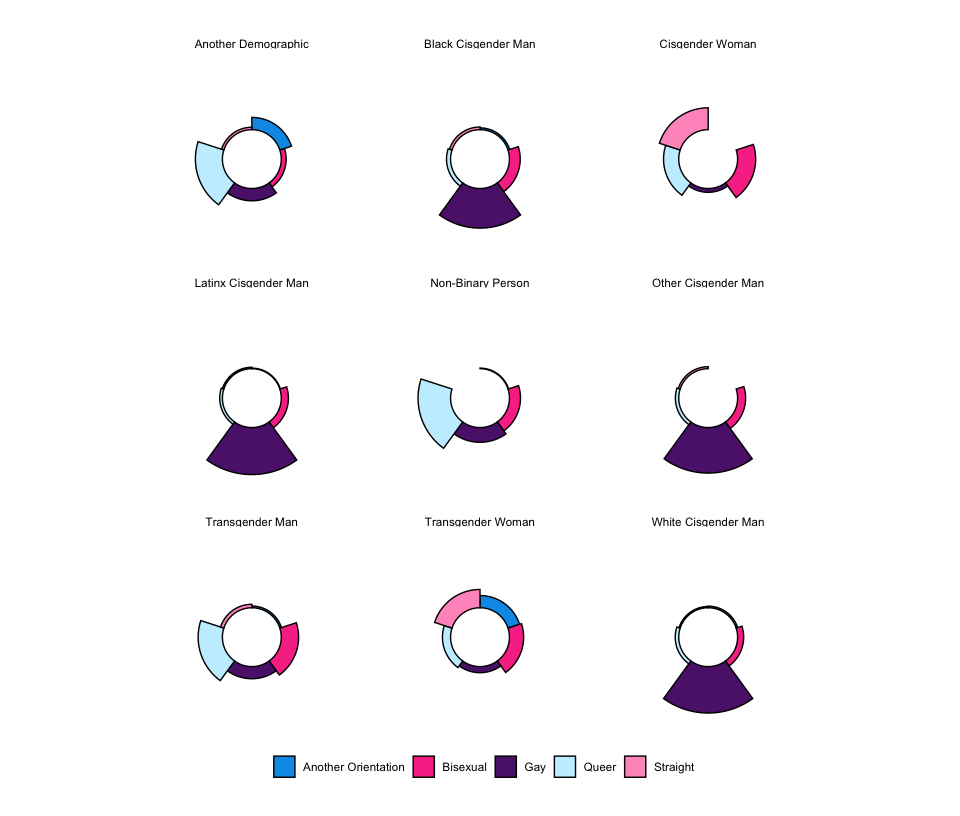 Another Demographic
Black Cisgender Man
Cisgender Woman
Latinx Cisgender Man
Non-Binary Person
Other Cisgender Man
Transgender Man
Transgender Woman
White Cisgender Man
Another Orientation Bisexual Gay Queer Straight